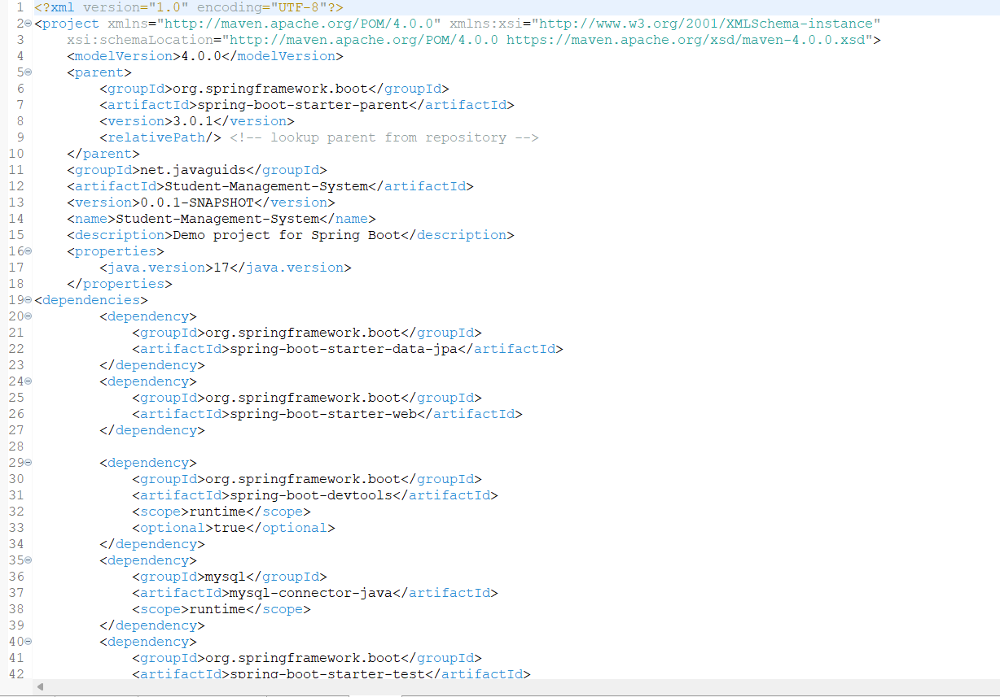 1 <?xml version="1.0" encoding="UTF-8"?>
2 <project xmlns="http://maven.apache.org/POM/4.0.0" xmlns:xsi="http://www.w3.org/2001/XMLSchema-instance"
3     xsi:schemaLocation="http://maven.apache.org/POM/4.0.0 https://maven.apache.org/xsd/maven-4.0.0.xsd">
4     <modelVersion>4.0.0</modelVersion>
5     <parent>
6         <groupId>org.springframework.boot</groupId>
7         <artifactId>spring-boot-starter-parent</artifactId>
8         <version>3.0.1</version>
9         <relativePath/> <!-- lookup parent from repository -->
10     </parent>
11     <groupId>net.javaguids</groupId>
12     <artifactId>Student-Management-System</artifactId>
13     <version>0.0.1-SNAPSHOT</version>
14     <name>Student-Management-System</name>
15     <description>Demo project for Spring Boot</description>
16     <properties>
17         <java.version>17</java.version>
18     </properties>
19 <dependencies>
20         <dependency>
21             <groupId>org.springframework.boot</groupId>
22             <artifactId>spring-boot-starter-data-jpa</artifactId>
23         </dependency>
24         <dependency>
25             <groupId>org.springframework.boot</groupId>
26             <artifactId>spring-boot-starter-web</artifactId>
27         </dependency>
28
29         <dependency>
30             <groupId>org.springframework.boot</groupId>
31             <artifactId>spring-boot-devtools</artifactId>
32             <scope>runtime</scope>
33             <optional>true</optional>
34         </dependency>
35         <dependency>
36             <groupId>mysql</groupId>
37             <artifactId>mysql-connector-java</artifactId>
38             <scope>runtime</scope>
39         </dependency>
40         <dependency>
41             <groupId>org.springframework.boot</groupId>
42             <artifactId>spring-boot-starter-test</artifactId>